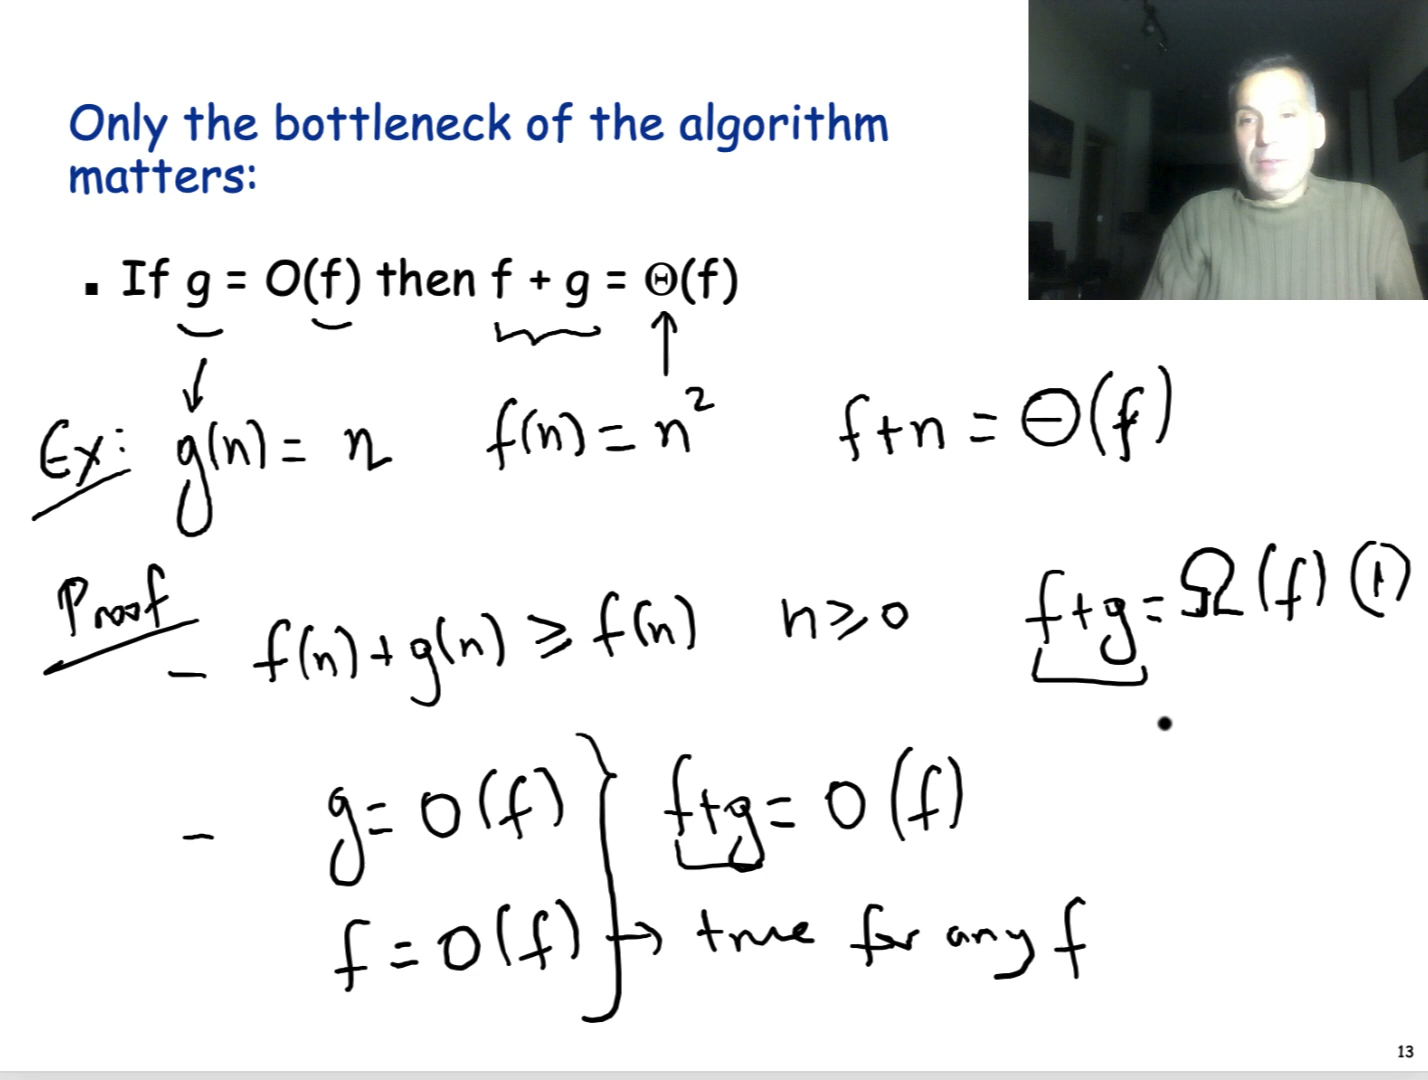 Only the bottleneck of the algorithm
matters:
▪ If g = O(f) then f + g = Θ(f)
Ex: g(n) = n f(n) = n² f+n = Θ(f)
Proof
– f(n)+g(n) ≥ f(n) n ≥ 0 f+g = Ω(f) ①
– g = O(f) } f+g = O(f)
f = O(f) → true for any f
13